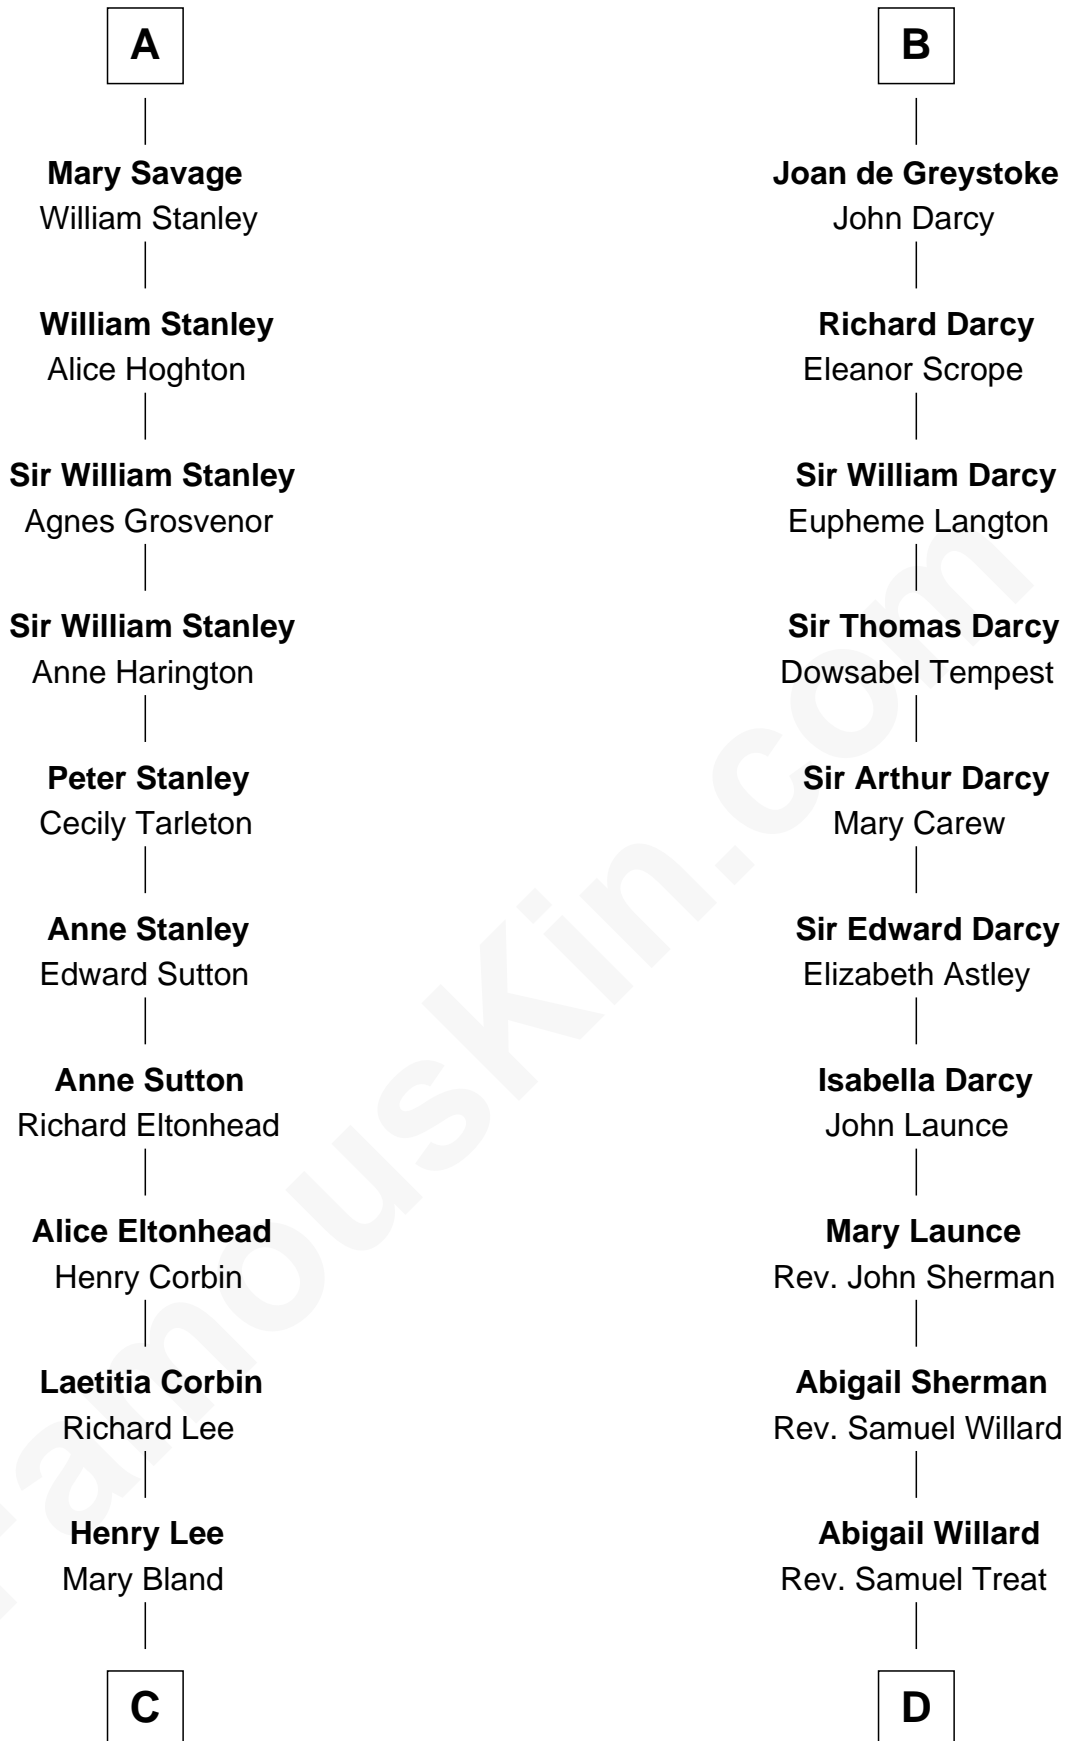 A
Mary Savage
William Stanley
William Stanley
Alice Hoghton
Sir William Stanley
Agnes Grosvenor
Sir William Stanley
Anne Harington
Peter Stanley
Cecily Tarleton
Anne Stanley
Edward Sutton
Anne Sutton
Richard Eltonhead
Alice Eltonhead
Henry Corbin
Laetitia Corbin
Richard Lee
Henry Lee
Mary Bland
C
B
Joan de Greystoke
John Darcy
Richard Darcy
Eleanor Scrope
Sir William Darcy
Eupheme Langton
Sir Thomas Darcy
Dowsabel Tempest
Sir Arthur Darcy
Mary Carew
Sir Edward Darcy
Elizabeth Astley
Isabella Darcy
John Launce
Mary Launce
Rev. John Sherman
Abigail Sherman
Rev. Samuel Willard
Abigail Willard
Rev. Samuel Treat
D
FamousKin.com